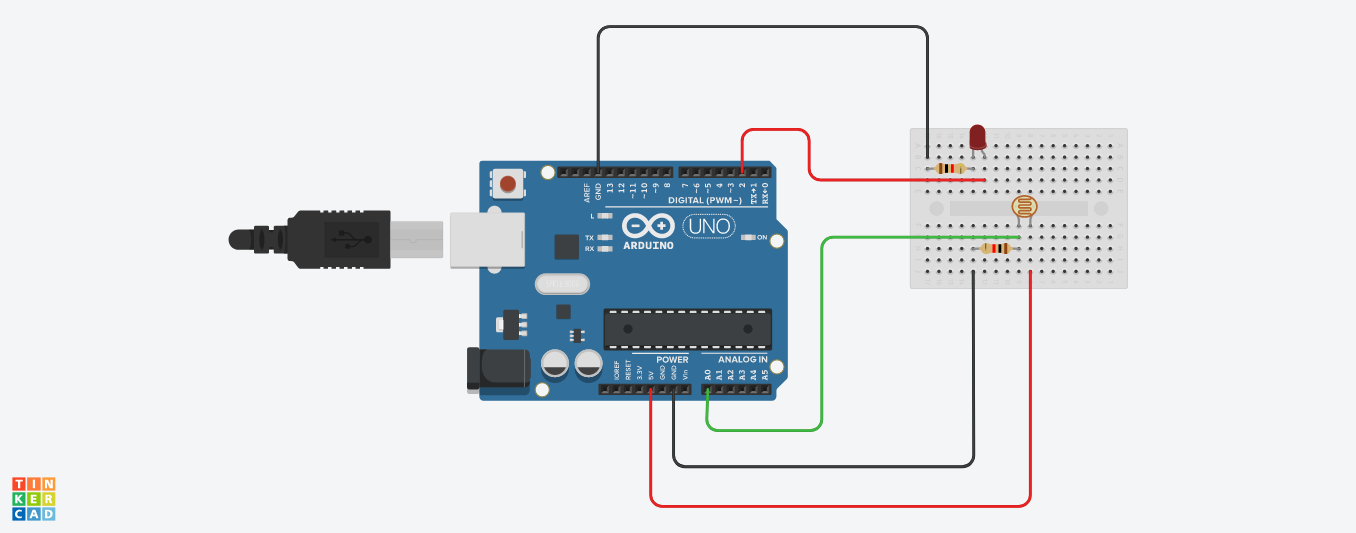 AREF
GND
13
12
~11
~10
~9
8
7
~6
~5
4
~3
2
TX→1
RX←0
DIGITAL (PWM~)
L
TX
RX
ARDUINO
UNO
ON
POWER
ANALOG IN
IOREF
RESET
3.3V
5V
GND
GND
Vin
A0
A1
A2
A3
A4
A5
TIN
KER
CAD